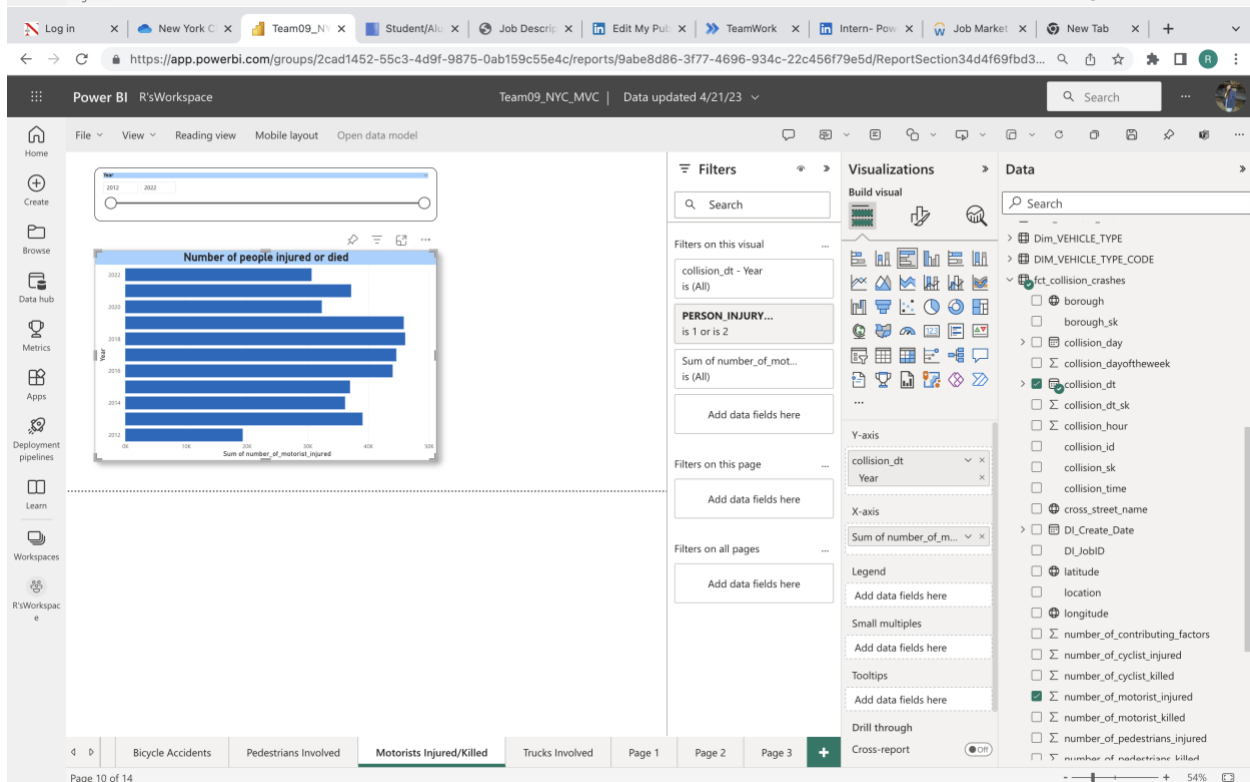 Log in
New York C
Team09_NY
Student/Alu
Job Descrip
Edit My Pub
TeamWork
Intern- Pow
Job Market
New Tab
https://app.powerbi.com/groups/2cad1452-55c3-4d9f-9875-0ab159c55e4c/reports/9abe8d86-3f77-4696-934c-22c456f79e5d/ReportSection34d4f69fbd3...
R
Power BI R'sWorkspace
Team09_NYC_MVC | Data updated 4/21/23
Search
File View Reading view Mobile layout Open data model
Home
Create
Browse
Data hub
Metrics
Apps
Deployment
pipelines
Learn
Workspaces
R'sWorkspac
e
Year
2012 2022
Number of people injured or died
2022
2020
2018
2016
2014
2012
Year
0K 10K 20K 30K 40K 50K
Sum of number_of_motorist_injured
Filters
Search
Filters on this visual
...
collision_dt - Year
is (All)
PERSON_INJURY...
is 1 or is 2
Sum of number_of_mot...
is (All)
Add data fields here
Filters on this page
...
Add data fields here
Filters on all pages
...
Add data fields here
Visualizations
Build visual
123
...
Y-axis
collision_dt
Year
X-axis
Sum of number_of_m...
Legend
Add data fields here
Small multiples
Add data fields here
Tooltips
Add data fields here
Drill through
Cross-report
Off
Data
Search
Dim_VEHICLE_TYPE
DIM_VEHICLE_TYPE_CODE
fct_collision_crashes
borough
borough_sk
collision_day
collision_dayoftheweek
collision_dt
collision_dt_sk
collision_hour
collision_id
collision_sk
collision_time
cross_street_name
DI_Create_Date
DI_JobID
latitude
location
longitude
number_of_contributing_factors
number_of_cyclist_injured
number_of_cyclist_killed
number_of_motorist_injured
number_of_motorist_killed
number_of_pedestrians_injured
number_of_pedestrians_killed
Bicycle Accidents
Pedestrians Involved
Motorists Injured/Killed
Trucks Involved
Page 1
Page 2
Page 3
+
Page 10 of 14
- + 54%